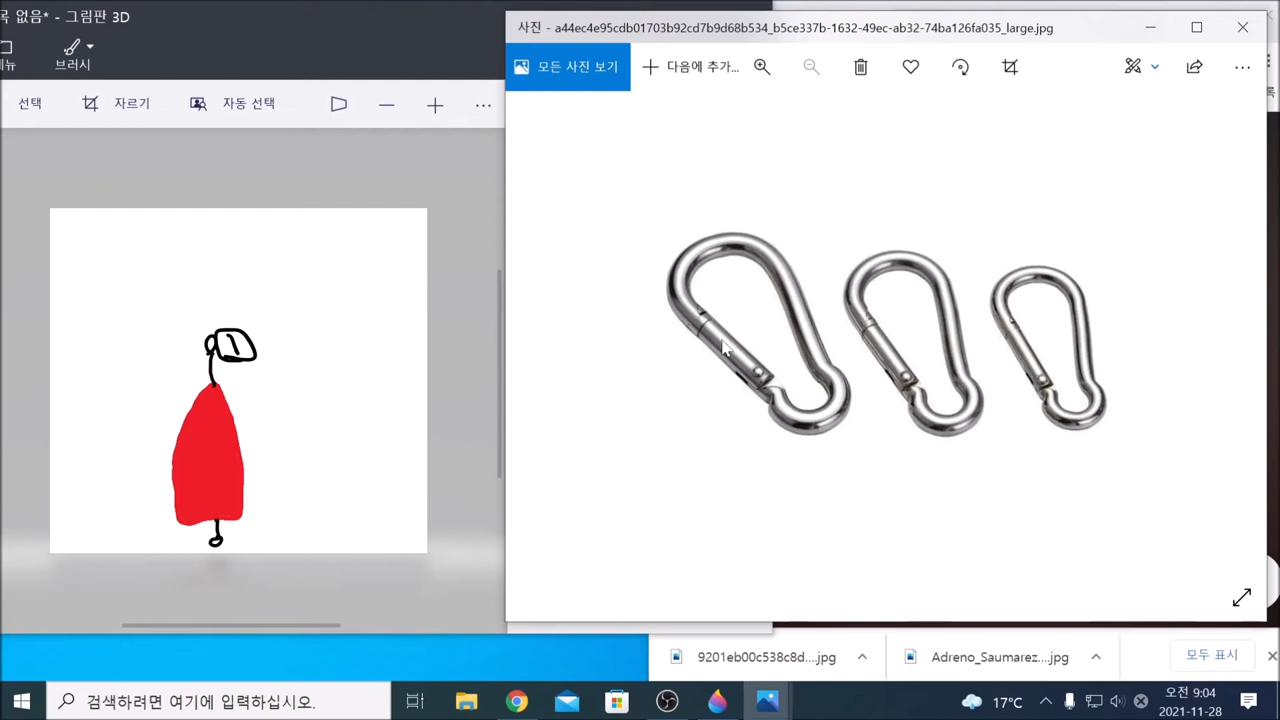 목 없음* - 그림판 3D
메뉴
브러시
선택
자르기
자동 선택
사진 - a44ec4e95cdb01703b92cd7b9d68b534_b5ce337b-1632-49ec-ab32-74ba126fa035_large.jpg
모든 사진 보기
다음에 추가...
9201eb00c538c8d....jpg
Adreno_Saumarez....jpg
모두 표시
검색하려면 여기에 입력하십시오.
17°C
오전 9:04
2021-11-28